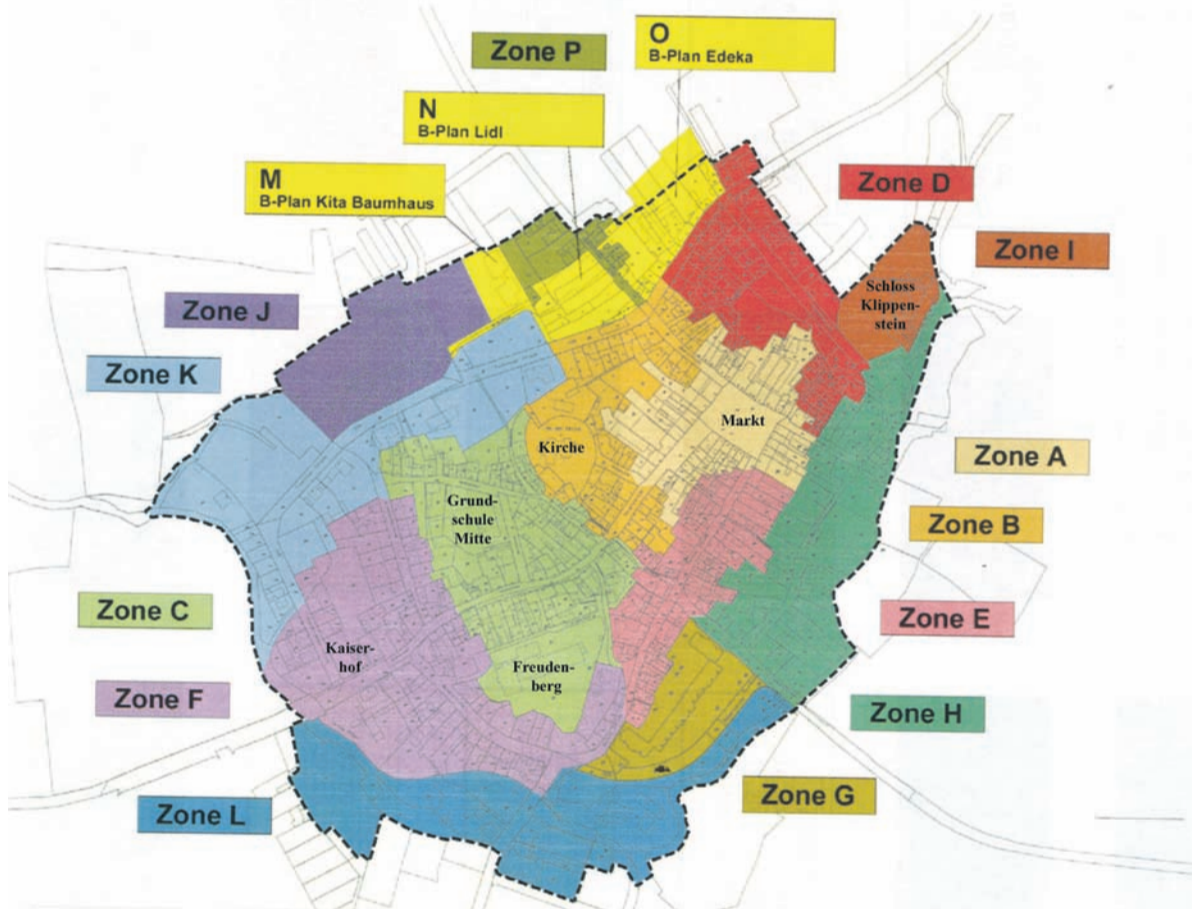 O
B-Plan Edeka
Zone P
N
B-Plan Lidl
M
B-Plan Kita Baumhaus
Zone D
Zone I
Schloss
Klippen-
stein
Zone J
Zone K
Markt
Kirche
Zone A
Grund-
schule
Mitte
Zone B
Zone C
Zone E
Kaiser-
hof
Freuden-
berg
Zone F
Zone H
Zone G
Zone L